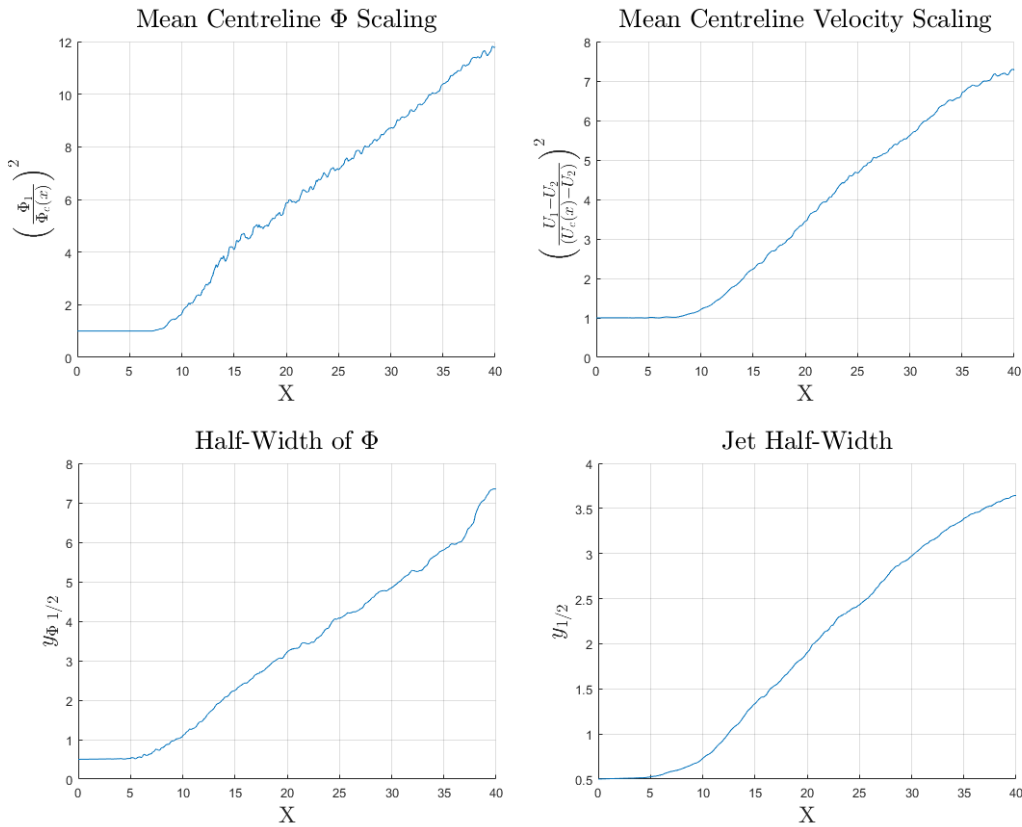 Mean Centreline Φ Scaling
(Φ₁/Φ_c(x))²
12
10
8
6
4
2
0
0 5 10 15 20 25 30 35 40
X
Mean Centreline Velocity Scaling
(U₁−U₂/(U_c(x)−U₂))²
8
7
6
5
4
3
2
1
0
0 5 10 15 20 25 30 35 40
X
Half-Width of Φ
y_Φ 1/2
8
7
6
5
4
3
2
1
0
0 5 10 15 20 25 30 35 40
X
Jet Half-Width
y_1/2
4
3.5
3
2.5
2
1.5
1
0.5
0 5 10 15 20 25 30 35 40
X